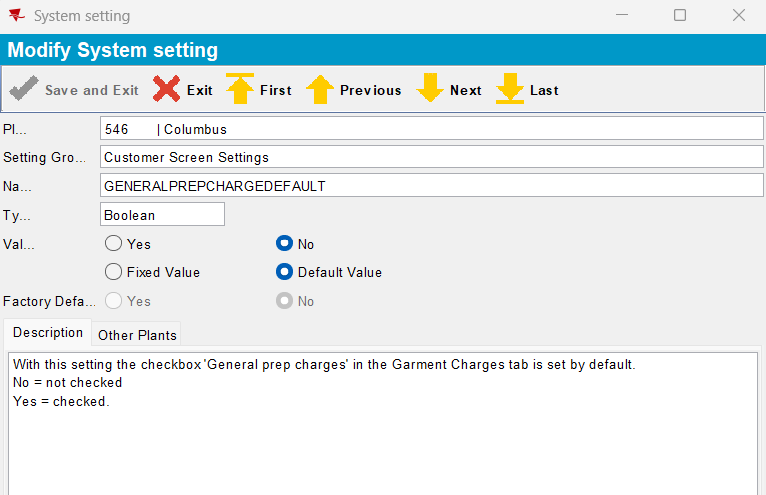 System setting
Modify System setting
Save and Exit Exit First Previous Next Last
Pl... 546 | Columbus
Setting Gro... Customer Screen Settings
Na... GENERALPREPCHARGEDEFAULT
Ty... Boolean
Val... Yes No
Fixed Value Default Value
Factory Defa... Yes No
Description Other Plants
With this setting the checkbox 'General prep charges' in the Garment Charges tab is set by default.
No = not checked
Yes = checked.